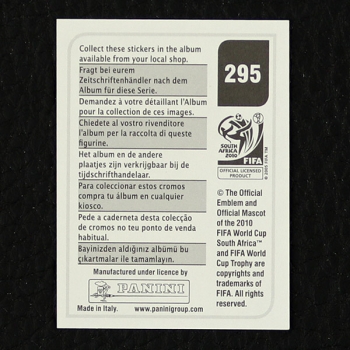 Collect these stickers in the album
available from your local shop.
Fragt bei eurem
Zeitschriftenhändler nach dem
Album für diese Serie.
Demandez à votre détaillant l'Album
pour la collection de ces images.
Chiedete al vostro rivenditore
l'album per la raccolta di queste
figurine.
Het album en de andere
plaatjes zijn verkrijgbaar bij de
tijdschrifthandelaar.
Para coleccionar estos cromos
compra tu álbum en cualquier
kiosco.
Pede a caderneta desta colecção
de cromos no teu ponto de venda
habitual.
Bayinizden aldığınız albümü bu
çıkartmalar ile tamamlayın.
Manufactured under licence by
PANINI
Made in Italy. www.paninigroup.com
295
SOUTH AFRICA
2010
FIFA
OFFICIAL LICENSED
PRODUCT
© The Official
Emblem and
Official Mascot
of the 2010
FIFA World Cup
South Africa™
and FIFA World
Cup Trophy are
copyrights and
trademarks of
FIFA. All rights
reserved.